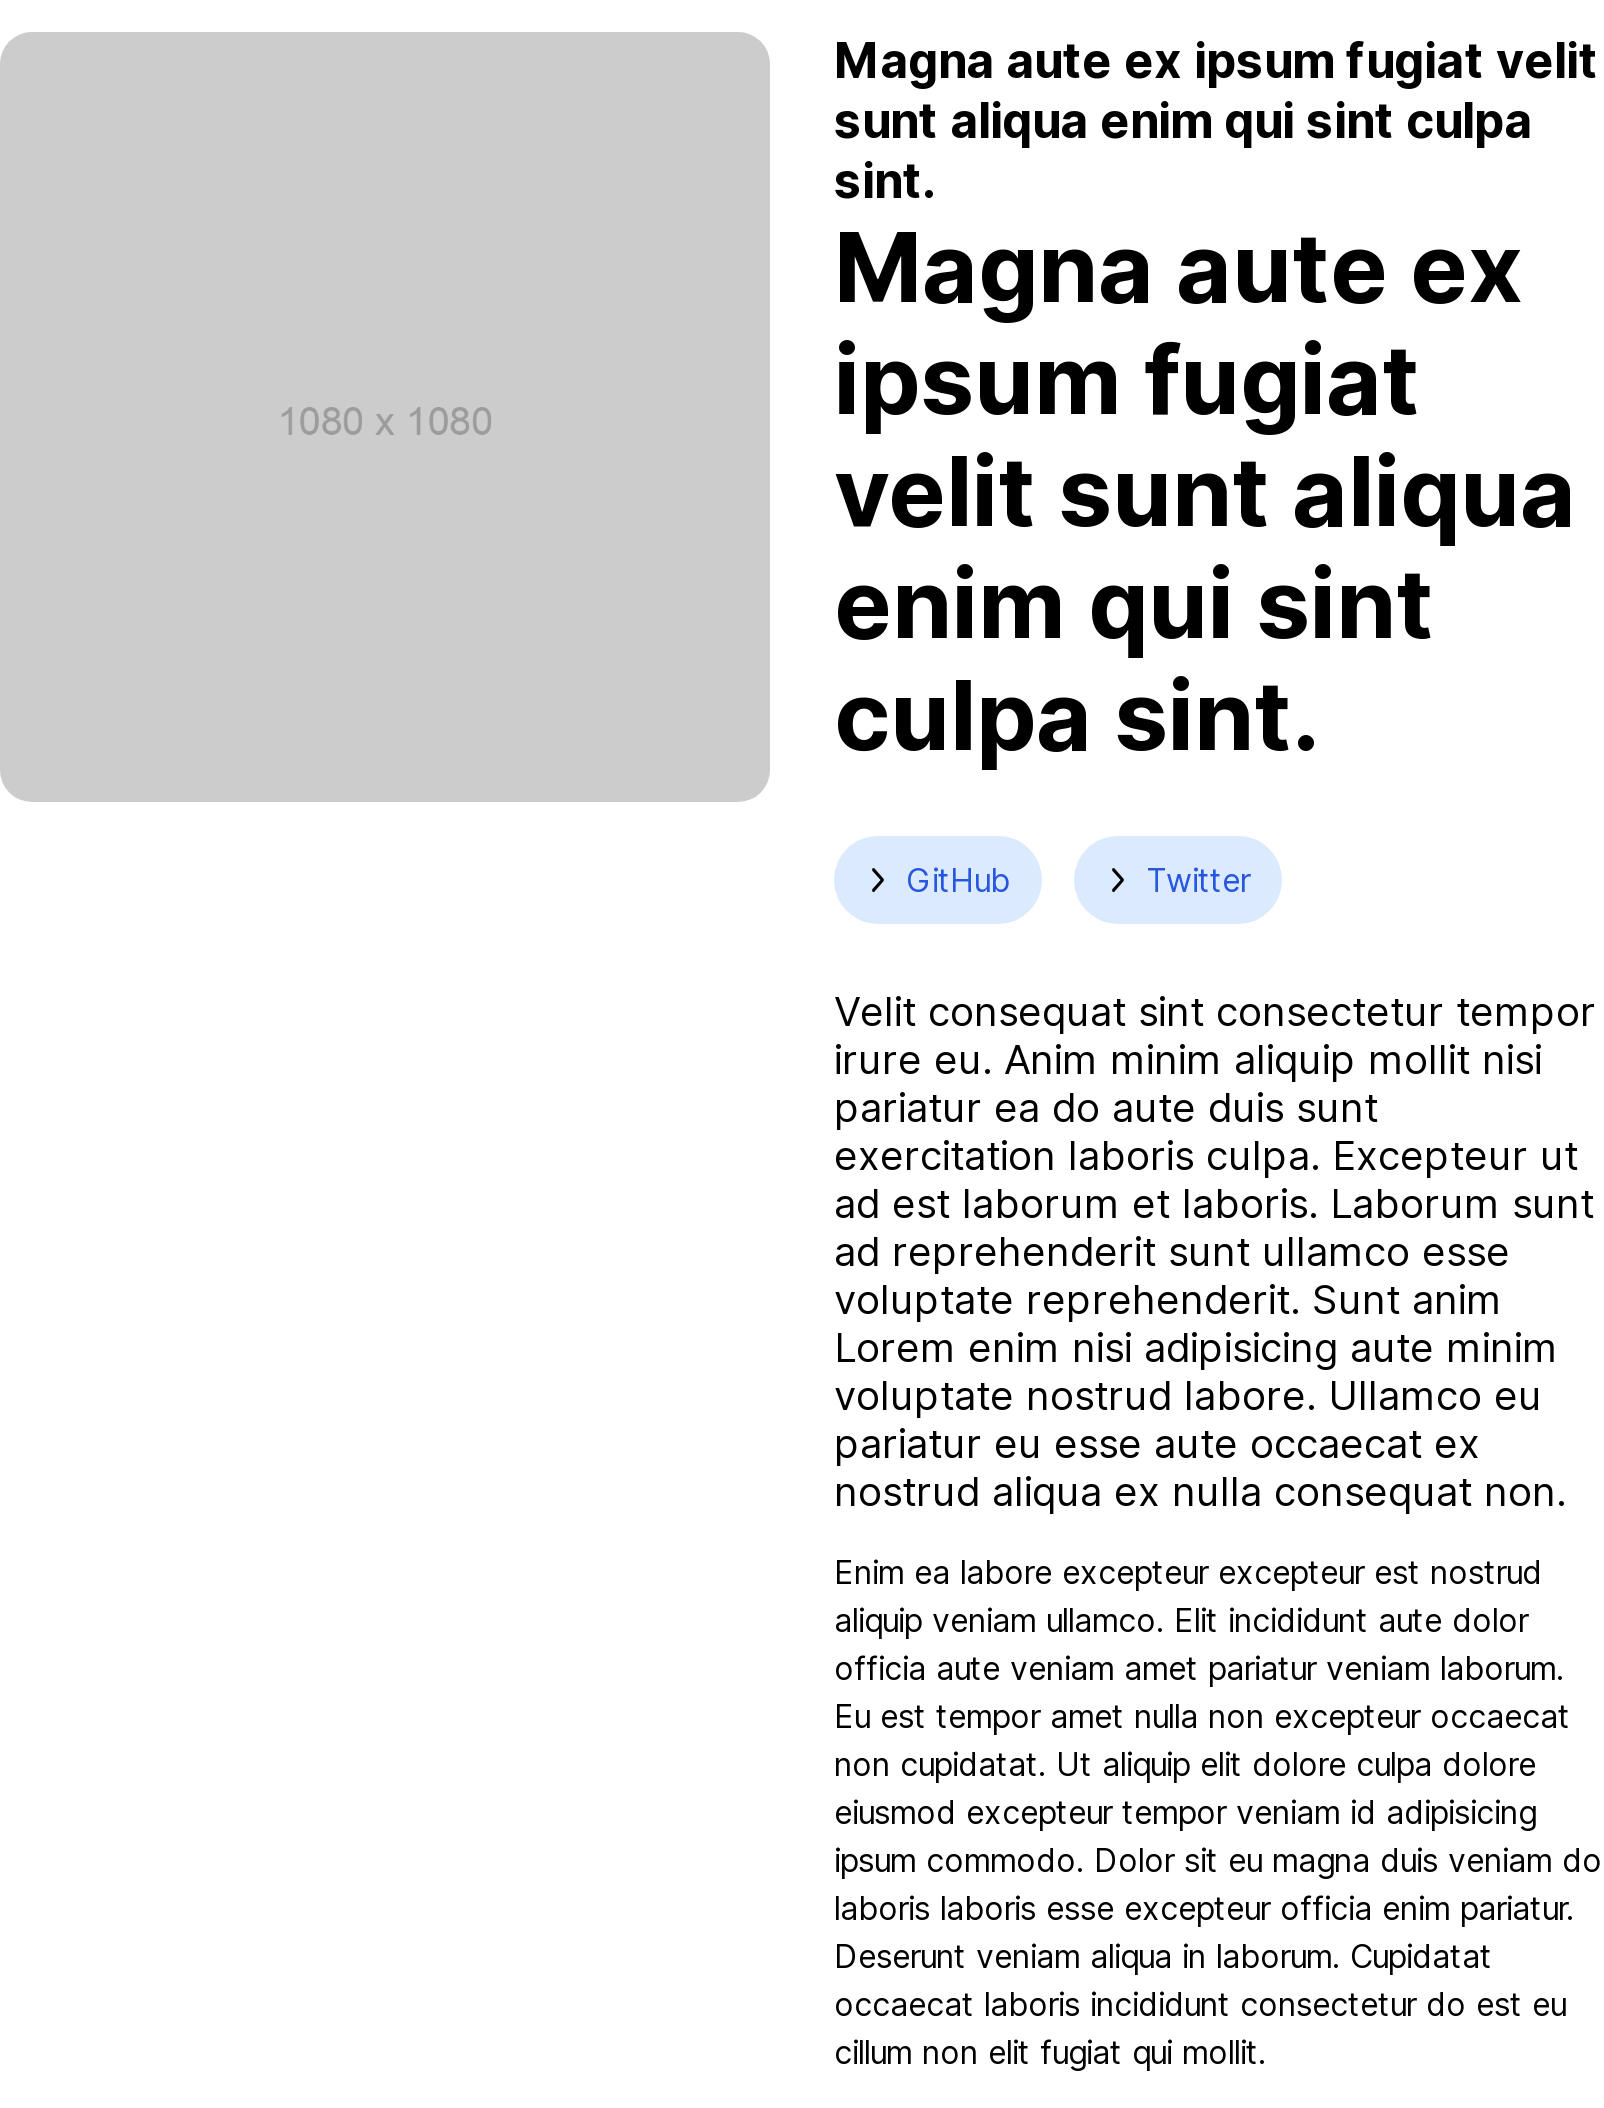 1080 x 1080
Magna aute ex ipsum fugiat velit
sunt aliqua enim qui sint culpa
sint.
Magna aute ex
ipsum fugiat
velit sunt aliqua
enim qui sint
culpa sint.
GitHub
Twitter
Velit consequat sint consectetur tempor
irure eu. Anim minim aliquip mollit nisi
pariatur ea do aute duis sunt
exercitation laboris culpa. Excepteur ut
ad est laborum et laboris. Laborum sunt
ad reprehenderit sunt ullamco esse
voluptate reprehenderit. Sunt anim
Lorem enim nisi adipisicing aute minim
voluptate nostrud labore. Ullamco eu
pariatur eu esse aute occaecat ex
nostrud aliqua ex nulla consequat non.
Enim ea labore excepteur excepteur est nostrud
aliquip veniam ullamco. Elit incididunt aute dolor
officia aute veniam amet pariatur veniam laborum.
Eu est tempor amet nulla non excepteur occaecat
non cupidatat. Ut aliquip elit dolore culpa dolore
eiusmod excepteur tempor veniam id adipisicing
ipsum commodo. Dolor sit eu magna duis veniam do
laboris laboris esse excepteur officia enim pariatur.
Deserunt veniam aliqua in laborum. Cupidatat
occaecat laboris incididunt consectetur do est eu
cillum non elit fugiat qui mollit.